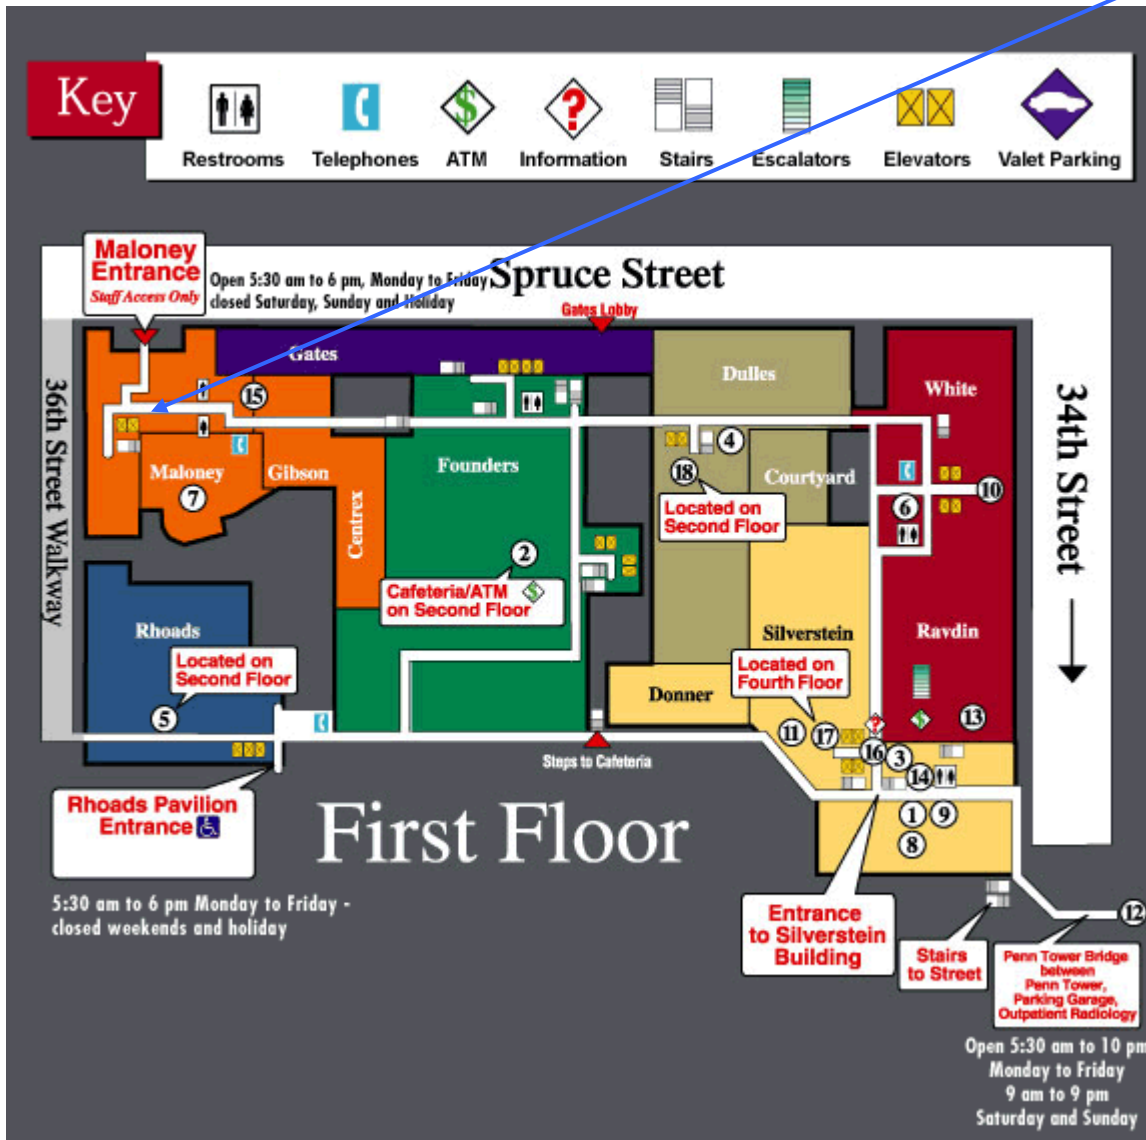 Key
Restrooms
Telephones
ATM
Information
Stairs
Escalators
Elevators
Valet Parking
$
?
Maloney
Entrance
Staff Access Only
Open 5:30 am to 6 pm, Monday to Friday
closed Saturday, Sunday and Holiday
Spruce Street
Gates Lobby
36th Street Walkway
34th Street
Gates
Dulles
White
15
Maloney
7
Gibson
Centrex
Founders
4
18
Located on
Second Floor
Courtyard
6
10
2
Cafeteria/ATM
on Second Floor
$
Rhoads
Located on
Second Floor
5
Silverstein
Ravdin
Located on
Fourth Floor
Donner
11
17
?
$
13
16
3
14
Steps to Cafeteria
1
9
8
Rhoads Pavilion
Entrance
First Floor
5:30 am to 6 pm Monday to Friday -
closed weekends and holiday
Entrance
to Silverstein
Building
Stairs
to Street
12
Penn Tower Bridge
between
Penn Tower,
Parking Garage,
Outpatient Radiology
Open 5:30 am to 10 pm
Monday to Friday
9 am to 9 pm
Saturday and Sunday